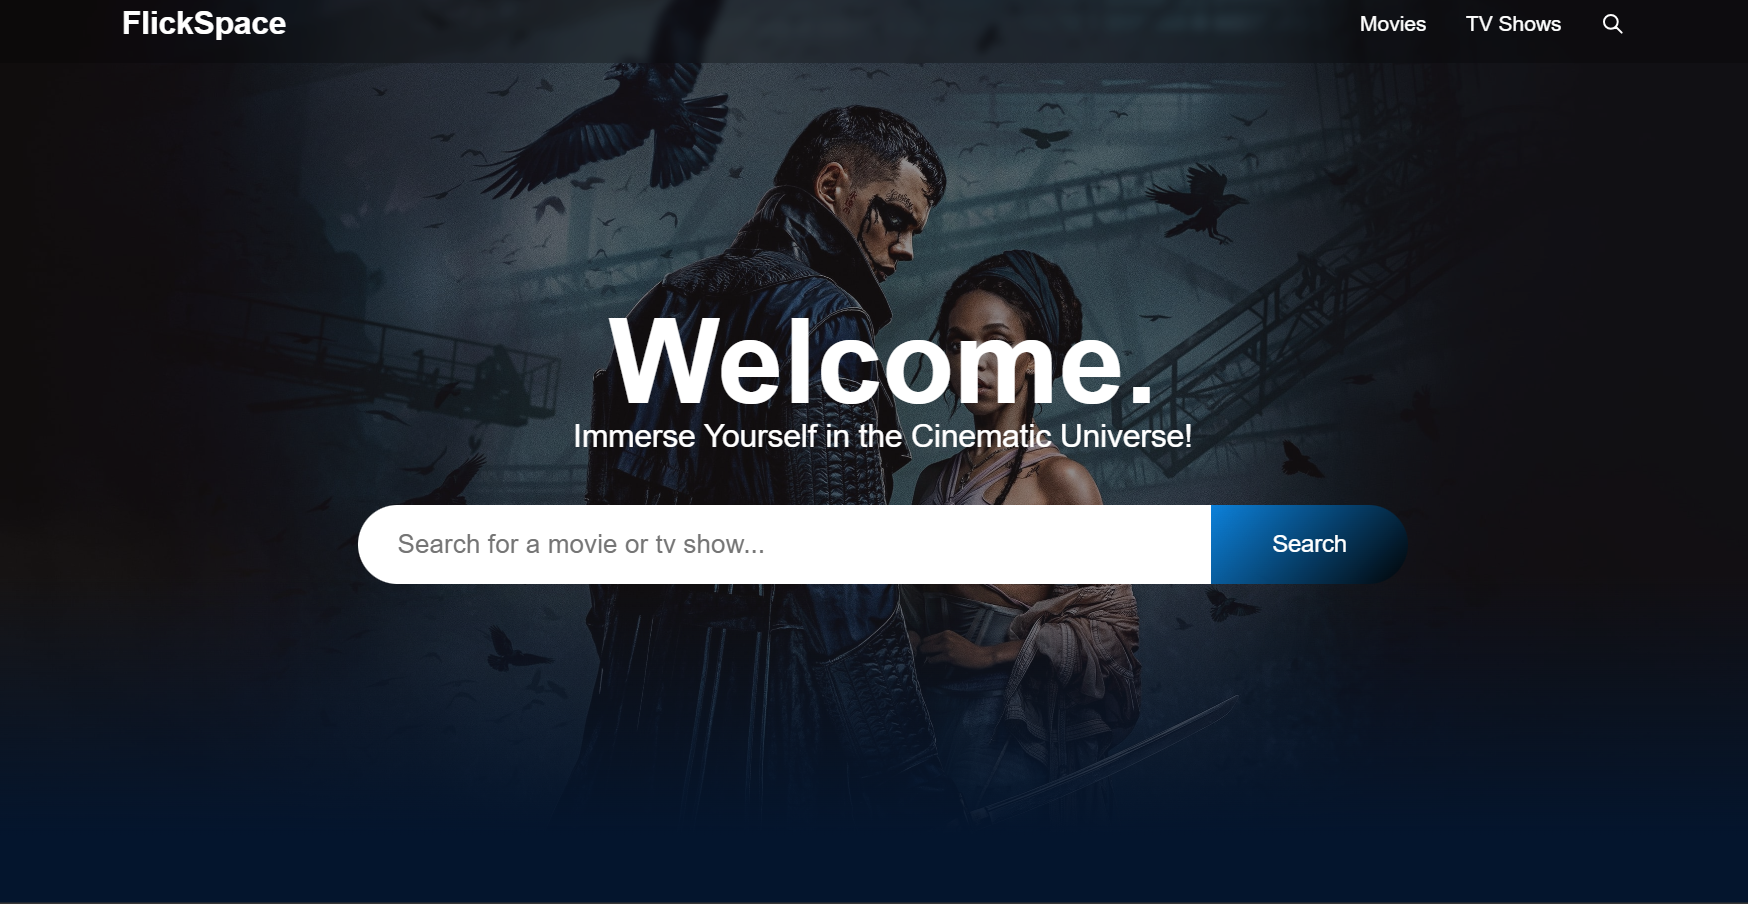 FlickSpace
Movies
TV Shows
Welcome.
Immerse Yourself in the Cinematic Universe!
Search for a movie or tv show...
Search